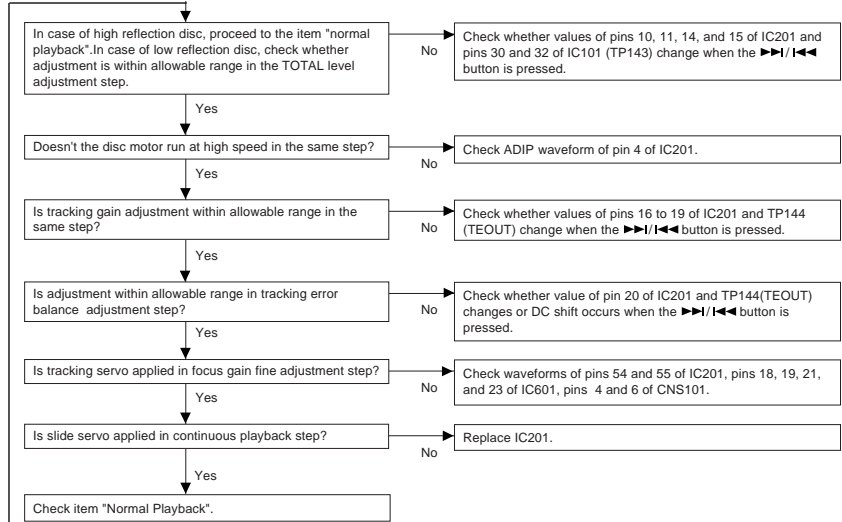 In case of high reflection disc, proceed to the item "normal
playback".In case of low reflection disc, check whether
adjustment is within allowable range in the TOTAL level
adjustment step.
No
Check whether values of pins 10, 11, 14, and 15 of IC201 and
pins 30 and 32 of IC101 (TP143) change when the ►►I/I◄◄
button is pressed.
Yes
Doesn't the disc motor run at high speed in the same step?
No
Check ADIP waveform of pin 4 of IC201.
Yes
Is tracking gain adjustment within allowable range in the
same step?
No
Check whether values of pins 16 to 19 of IC201 and TP144
(TEOUT) change when the ►►I/I◄◄ button is pressed.
Yes
Is adjustment within allowable range in tracking error
balance adjustment step?
No
Check whether value of pin 20 of IC201 and TP144(TEOUT)
changes or DC shift occurs when the ►►I/I◄◄ button is
pressed.
Yes
Is tracking servo applied in focus gain fine adjustment step?
No
Check waveforms of pins 54 and 55 of IC201, pins 18, 19, 21,
and 23 of IC601, pins 4 and 6 of CNS101.
Yes
Is slide servo applied in continuous playback step?
No
Replace IC201.
Yes
Check item "Normal Playback".